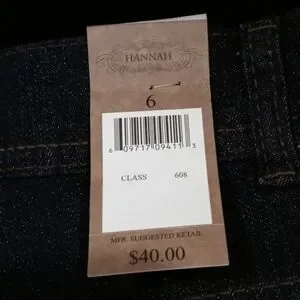 HANNAH
6
6 09717 09411 3
CLASS 608
MFR. SUGGESTED RETAIL
$40.00